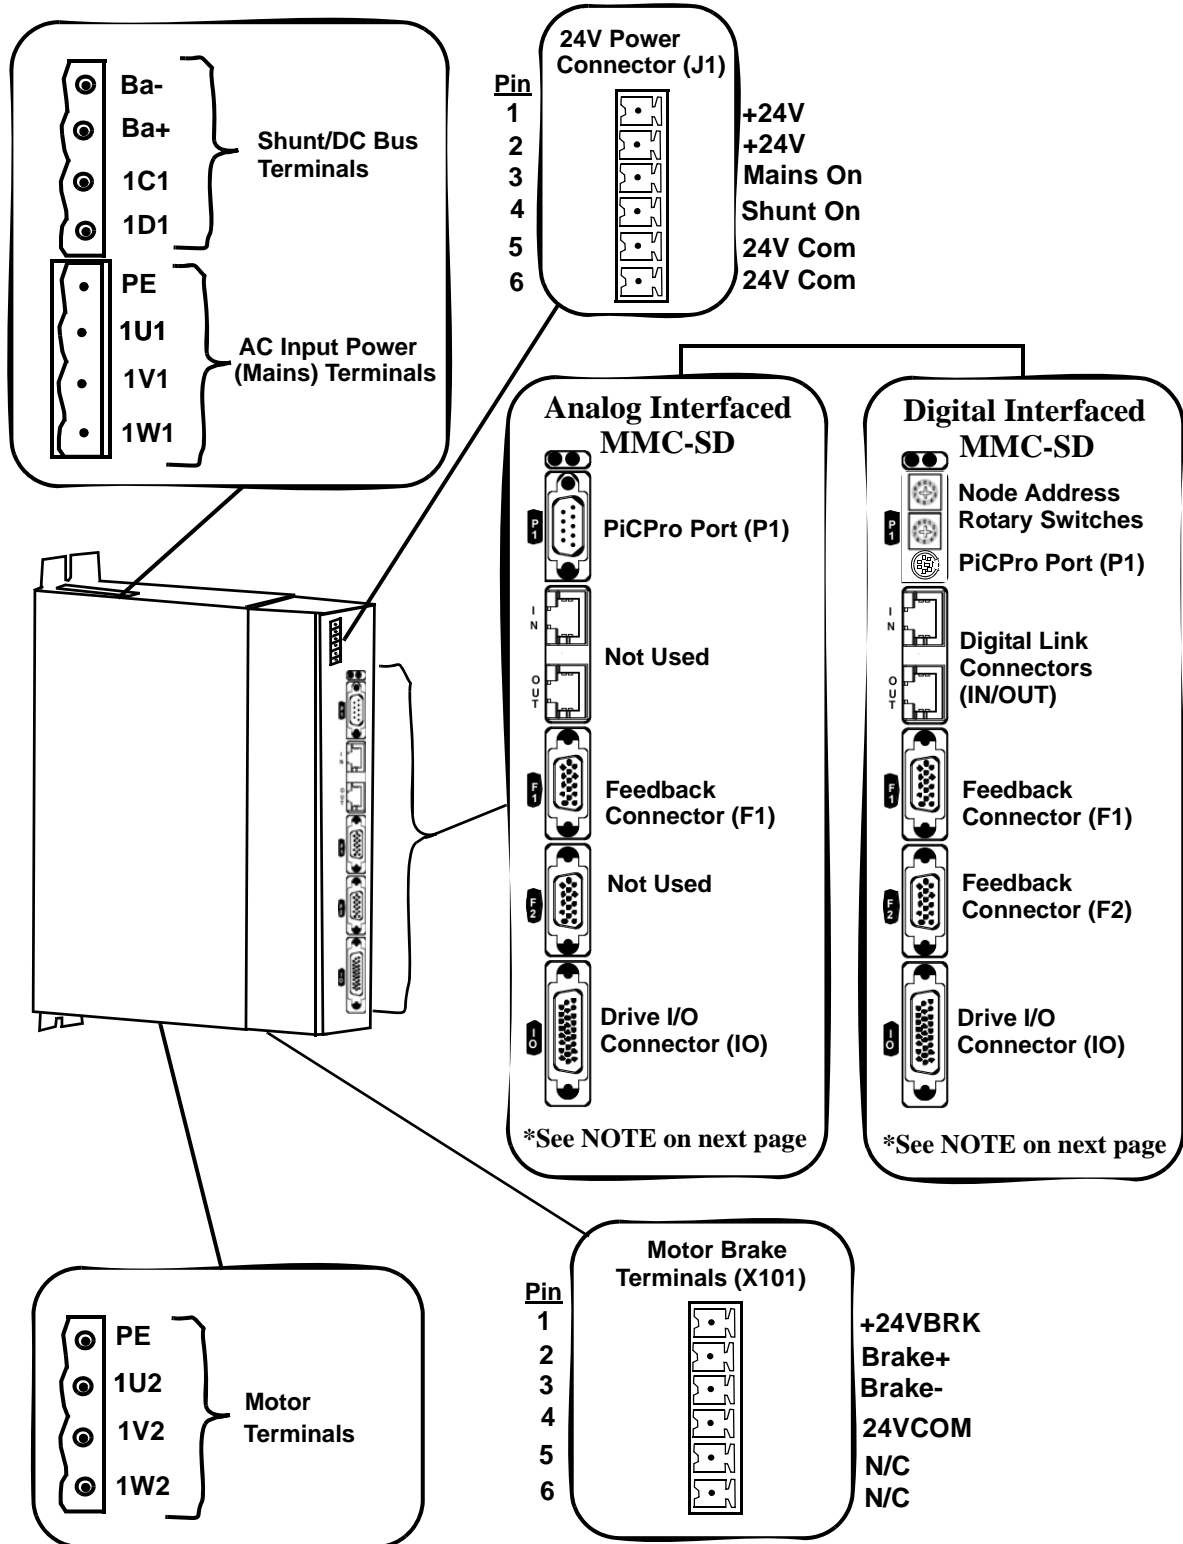 Ba-
Ba+
1C1
1D1
Shunt/DC Bus
Terminals
PE
1U1
1V1
1W1
AC Input Power
(Mains) Terminals
24V Power
Connector (J1)
Pin
1 +24V
2 +24V
3 Mains On
4 Shunt On
5 24V Com
6 24V Com
Analog Interfaced
MMC-SD
P1
PiCPro Port (P1)
IN
OUT
Not Used
F1
Feedback
Connector (F1)
F2
Not Used
IO
Drive I/O
Connector (IO)
*See NOTE on next page
Digital Interfaced
MMC-SD
Node Address
Rotary Switches
P1
PiCPro Port (P1)
IN
OUT
Digital Link
Connectors
(IN/OUT)
F1
Feedback
Connector (F1)
F2
Feedback
Connector (F2)
IO
Drive I/O
Connector (IO)
*See NOTE on next page
PE
1U2
1V2
1W2
Motor
Terminals
Motor Brake
Terminals (X101)
Pin
1 +24VBRK
2 Brake+
3 Brake-
4 24VCOM
5 N/C
6 N/C